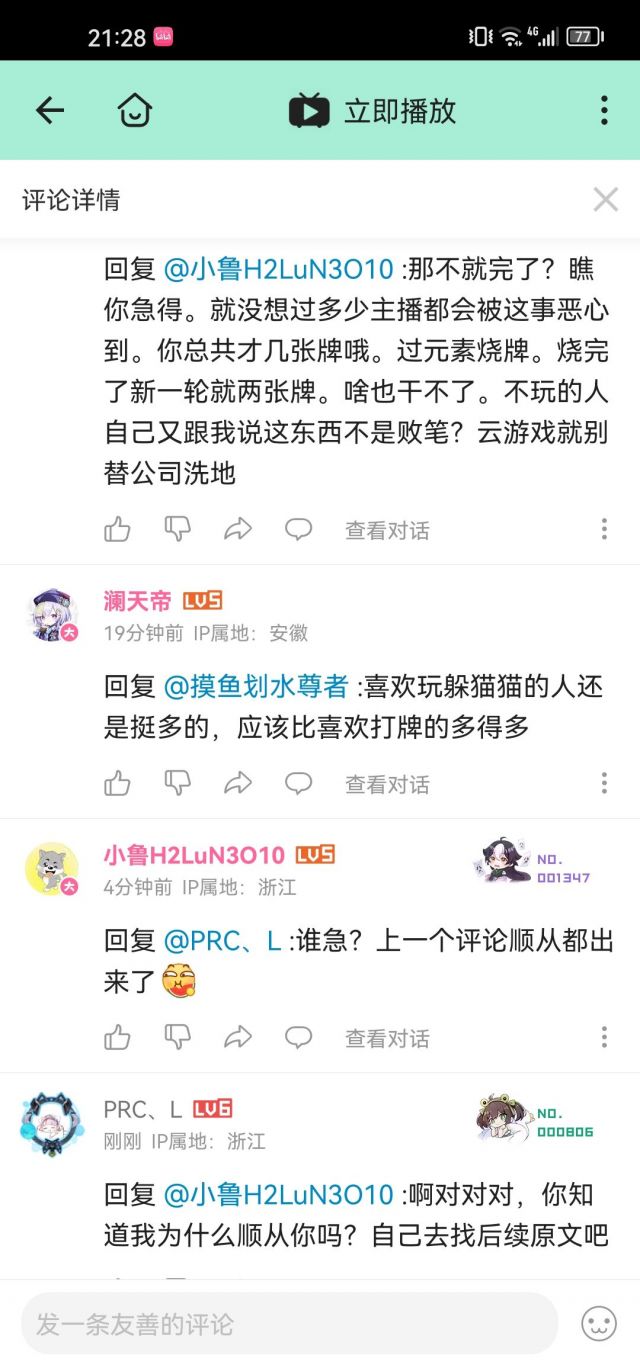 21:28
4G
77
立即播放
评论详情
回复 @小鲁H2LuN3O10 :那不就完了？瞧
你急得。就没想过多少主播都会被这事恶心
到。你总共才几张牌哦。过元素烧牌。烧完
了新一轮就两张牌。啥也干不了。不玩的人
自己又跟我说这东西不是败笔？云游戏就别
替公司洗地
查看对话
澜天帝 LV5
大
19分钟前 IP属地：安徽
回复 @摸鱼划水尊者 :喜欢玩躲猫猫的人还
是挺多的，应该比喜欢打牌的多得多
查看对话
小鲁H2LuN3O10 LV5
NO.
001347
大
4分钟前 IP属地：浙江
回复 @PRC、L :谁急？上一个评论顺从都出
来了
查看对话
PRC、L LV6
NO.
000806
刚刚 IP属地：浙江
回复 @小鲁H2LuN3O10 :啊对对对，你知
道我为什么顺从你吗？自己去找后续原文吧
发一条友善的评论